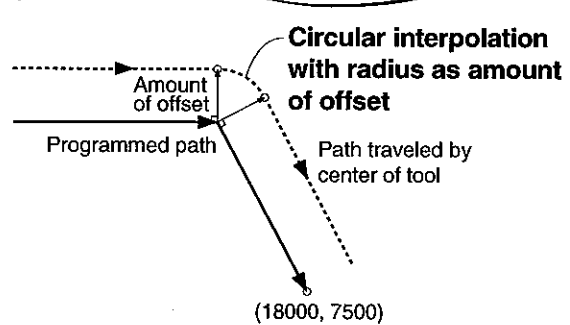 Circular interpolation
with radius as amount
of offset
Amount
of offset
Programmed path
Path traveled by
center of tool
(18000, 7500)